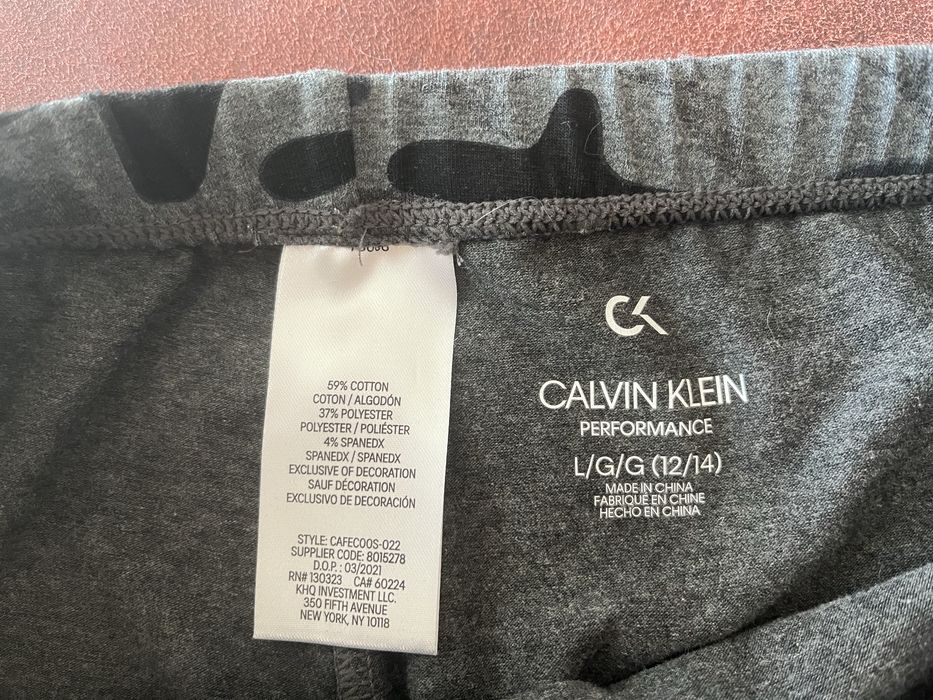 59% COTTON
COTON / ALGODÓN
37% POLYESTER
POLYESTER / POLIÉSTER
4% SPANEDX
SPANEDX / SPANEDX
EXCLUSIVE OF DECORATION
SAUF DÉCORATION
EXCLUSIVO DE DECORACIÓN
STYLE: CAFEC00S-022
SUPPLIER CODE: 8015278
D.O.P. : 03/2021
RN# 130323 CA# 60224
KHQ INVESTMENT LLC.
350 FIFTH AVENUE
NEW YORK, NY 10118
CK
CALVIN KLEIN
PERFORMANCE
L/G/G (12/14)
MADE IN CHINA
FABRIQUÉ EN CHINE
HECHO EN CHINA